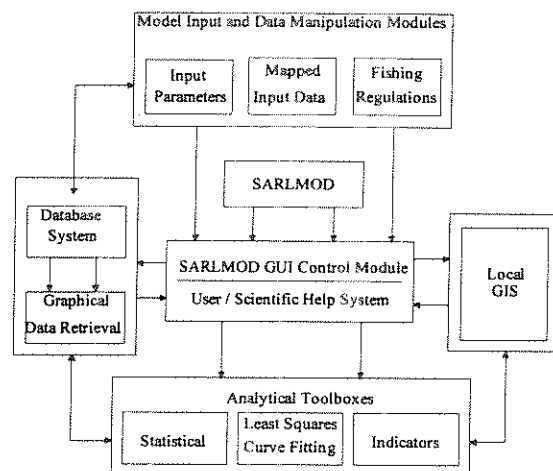 Model Input and Data Manipulation Modules
Input
Parameters
Mapped
Input Data
Fishing
Regulations
SARLMOD
Database
System
Graphical
Data Retrieval
SARLMOD GUI Control Module
User / Scientific Help System
Local
GIS
Analytical Toolboxes
Statistical
Least Squares
Curve Fitting
Indicators